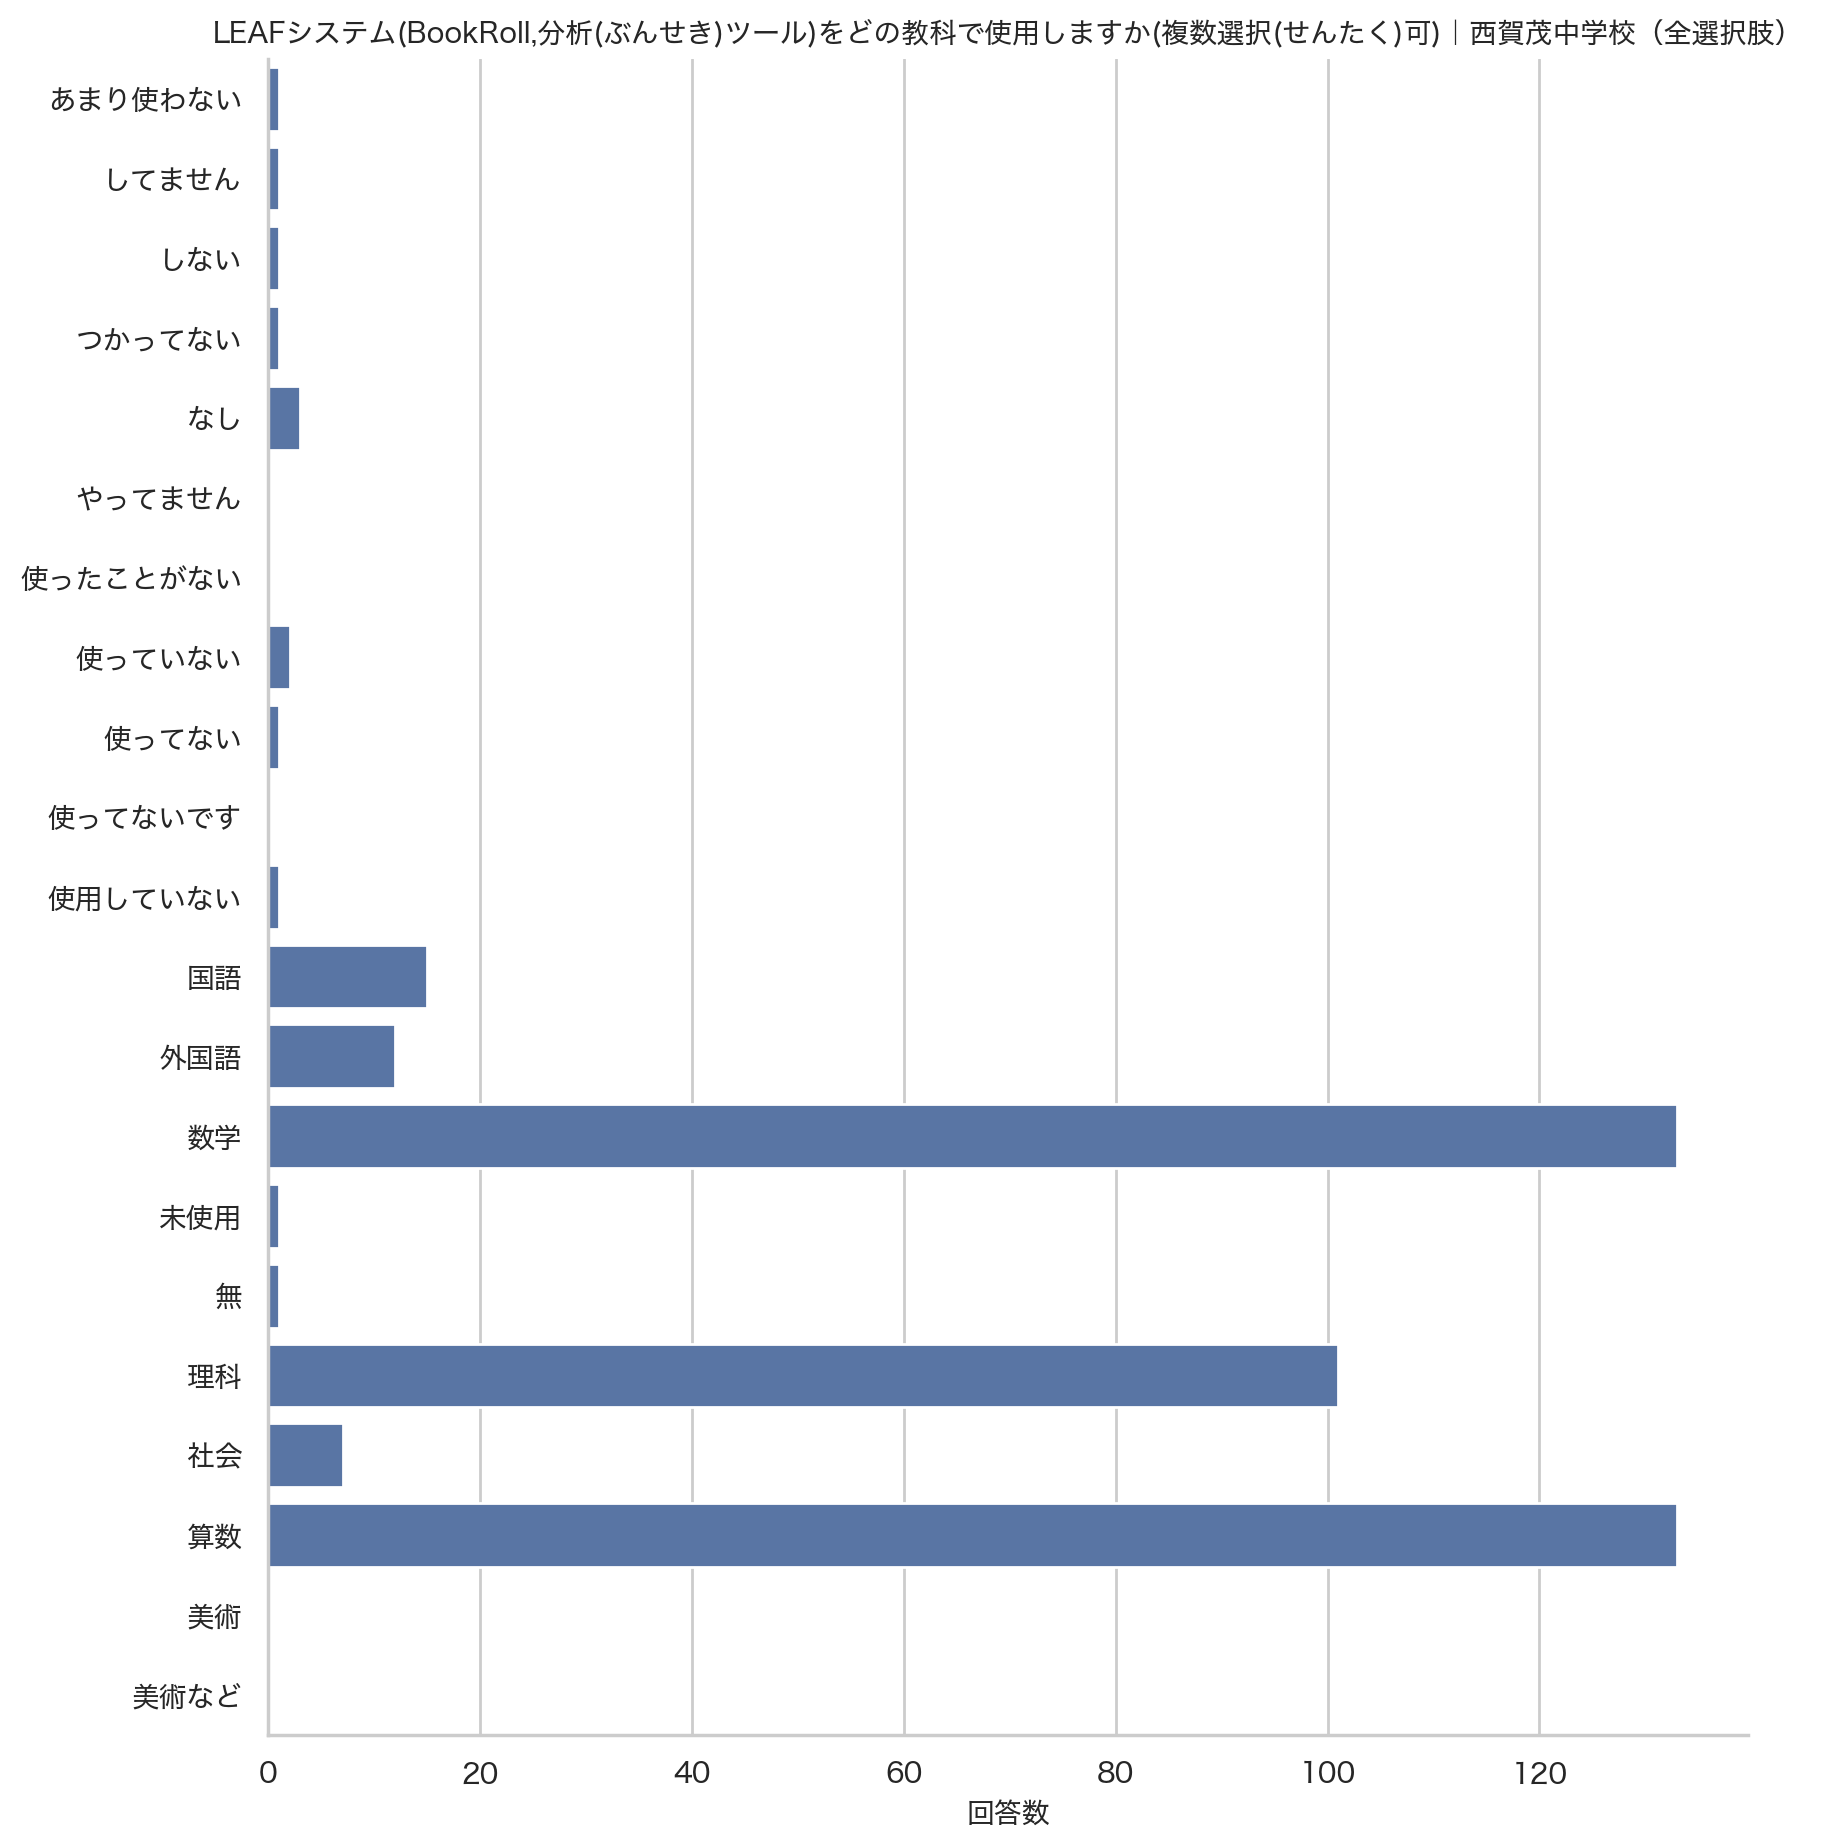 LEAFシステム(BookRoll,分析(ぶんせき)ツール)をどの教科で使用しますか(複数選択(せんたく)可)｜西賀茂中学校（全選択肢）
あまり使わない
してません
しない
つかってない
なし
やってません
使ったことがない
使っていない
使ってない
使ってないです
使用していない
国語
外国語
数学
未使用
無
理科
社会
算数
美術
美術など
0 20 40 60 80 100 120
回答数